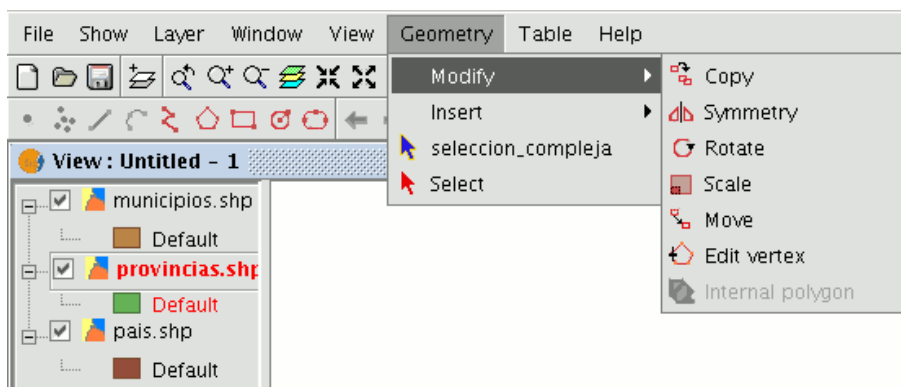 File Show Layer Window View Geometry Table Help
Modify
Insert
seleccion_compleja
Select
Copy
Symmetry
Rotate
Scale
Move
Edit vertex
Internal polygon
View : Untitled - 1
municipios.shp
Default
provincias.shp
Default
pais.shp
Default